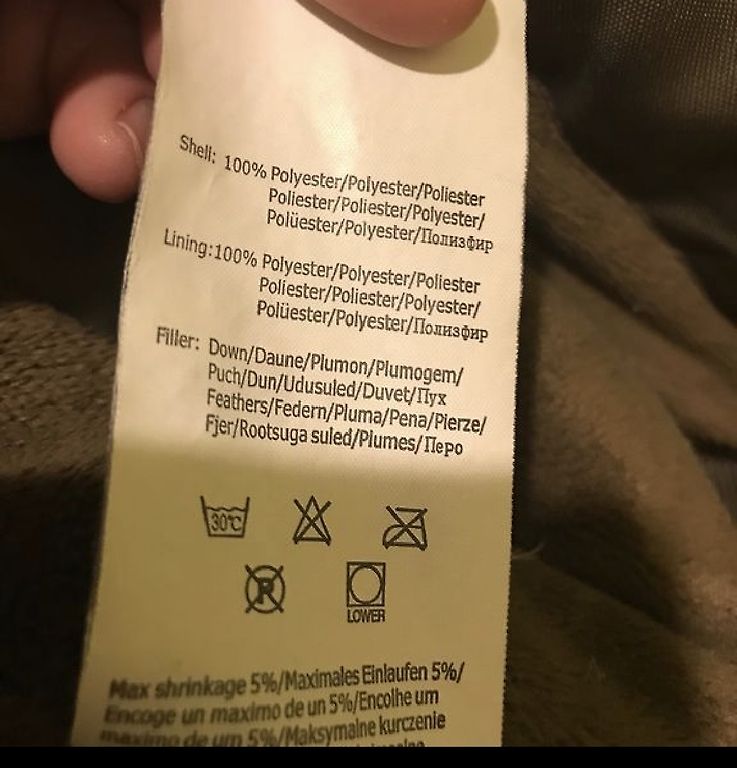 Shell: 100% Polyester/Polyester/Poliester
Poliester/Poliester/Polyester/
Polüester/Polyester/Полизфир
Lining:100% Polyester/Polyester/Poliester
Poliester/Poliester/Polyester/
Polüester/Polyester/Полизфир
Filler: Down/Daune/Plumon/Plumogem/
Puch/Dun/Udusuled/Duvet/Пух
Feathers/Federn/Pluma/Pena/Pierze/
Fjer/Rootsuga suled/Plumes/Перо
30°C
R
LOWER
Max shrinkage 5%/Maximales Einlaufen 5%/
Encoge un maximo de un 5%/Encolhe um
maximo de um 5%/Maksymalne kurczenie